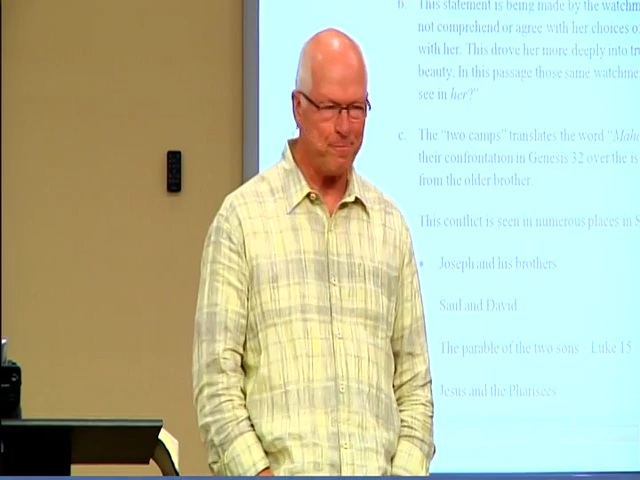 b. This statement is being made by the watchm
not comprehend or agree with her choices o
with her. This drove her more deeply into tr
beauty. In this passage those same watchme
see in her?"
c. The "two camps" translates the word "Maha
their confrontation in Genesis 32 over the is
from the older brother.
This conflict is seen in numerous places in S
• Joseph and his brothers
Saul and David
The parable of the two sons – Luke 15
Jesus and the Pharisees